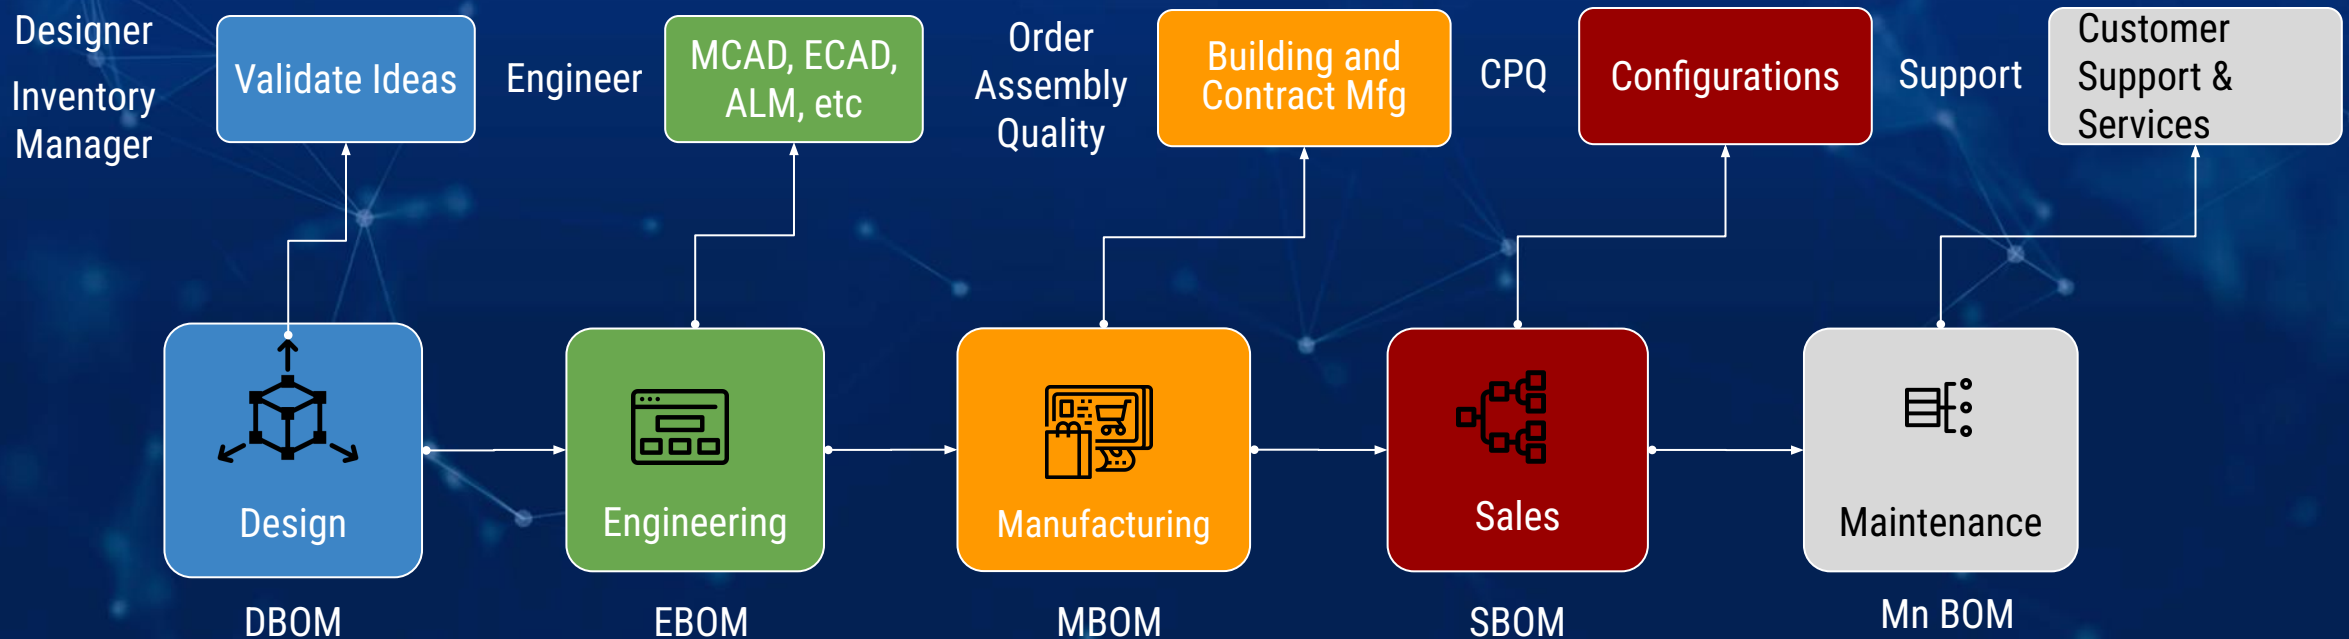 Designer
Inventory
Manager
Validate Ideas
Engineer
MCAD, ECAD,
ALM, etc
Order
Assembly
Quality
Building and
Contract Mfg
CPQ
Configurations
Support
Customer
Support &
Services
Design
Engineering
Manufacturing
Sales
Maintenance
DBOM
EBOM
MBOM
SBOM
Mn BOM